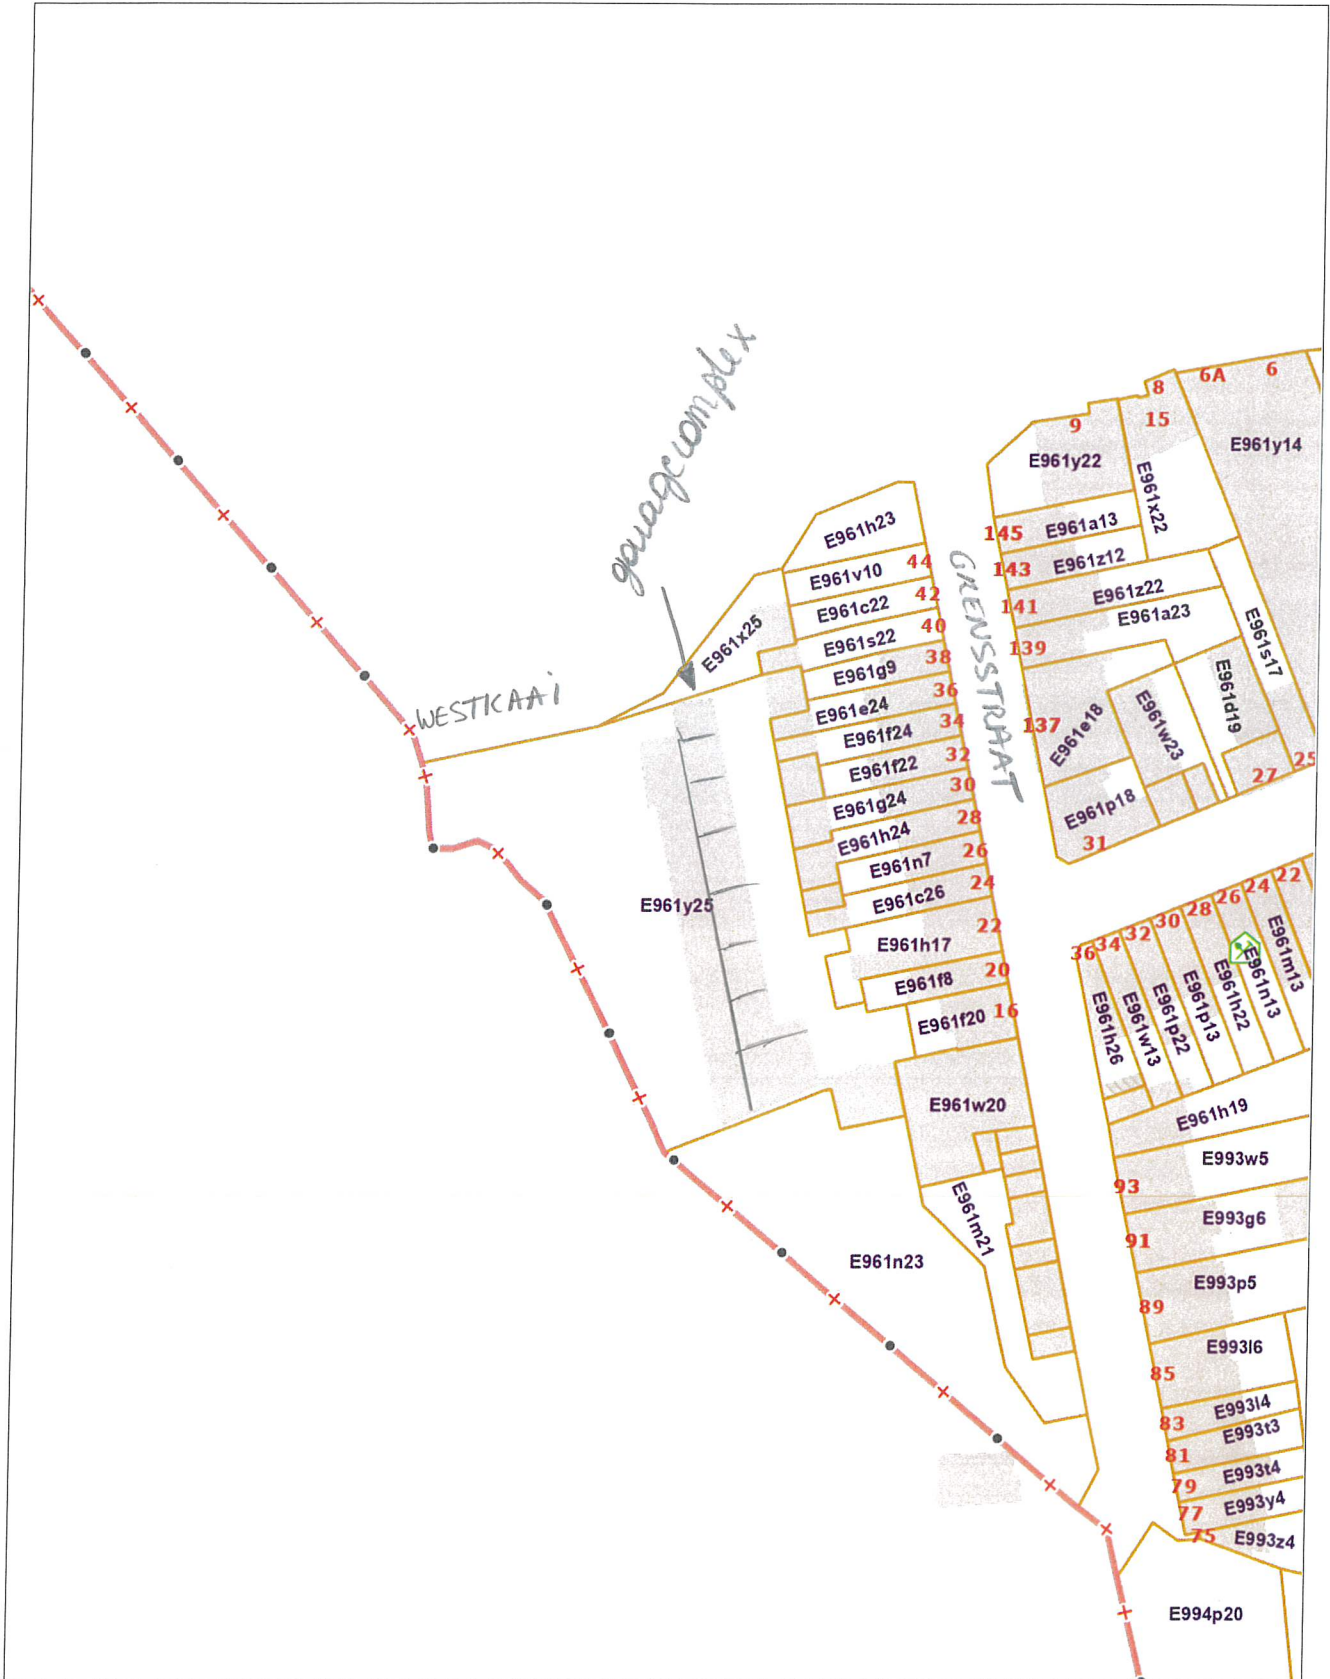 6A
6
8
15
9
E961y14
E961y22
E961x22
garagecomplex
E961h23
145
E961a13
44
GRENSSTRAAT
143
E961z12
E961v10
42
141
E961z22
E961c22
E961a23
40
E961x25
E961s22
139
E961s17
38
E961g9
36
E961d19
WESTKAAi
E961e24
34
137
E961e18
E961w23
E961f24
32
25
E961f22
27
30
E961g24
E961p18
28
E961h24
31
26
E961n7
24
22
E961y25
E961c26
24
26
28
22
30
32
E961h17
34
36
E961m13
20
E961n13
E961f8
E961h22
E961p13
E961p22
E961w13
E961h26
16
E961f20
E961w20
E961h19
E993w5
93
E961m21
E993g6
91
E961n23
E993p5
89
E993l6
85
E993l4
83
E993t3
81
E993t4
79
E993y4
77
75
E993z4
E994p20